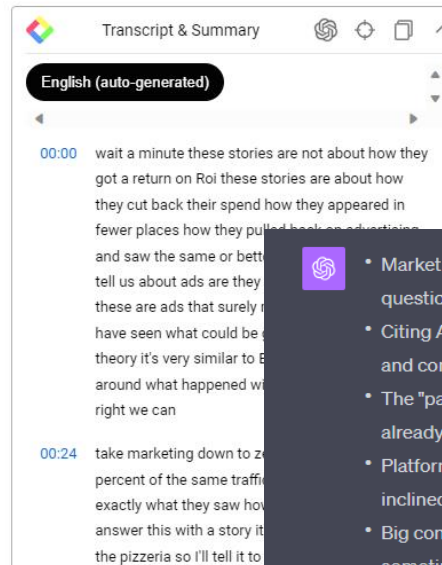 Transcript & Summary
English (auto-generated)
00:00 wait a minute these stories are not about how they
got a return on Roi these stories are about how
they cut back their spend how they appeared in
fewer places how they pulled back on advertising
and saw the same or bett
tell us about ads are they
these are ads that surely
have seen what could be
theory it's very similar to
around what happened wi
right we can
00:24 take marketing down to ze
percent of the same traffic
exactly what they saw how
answer this with a story it
the pizzeria so I'll tell it to
• Market
questio
• Citing A
and co
• The "pa
already
• Platforr
inclined
• Big con